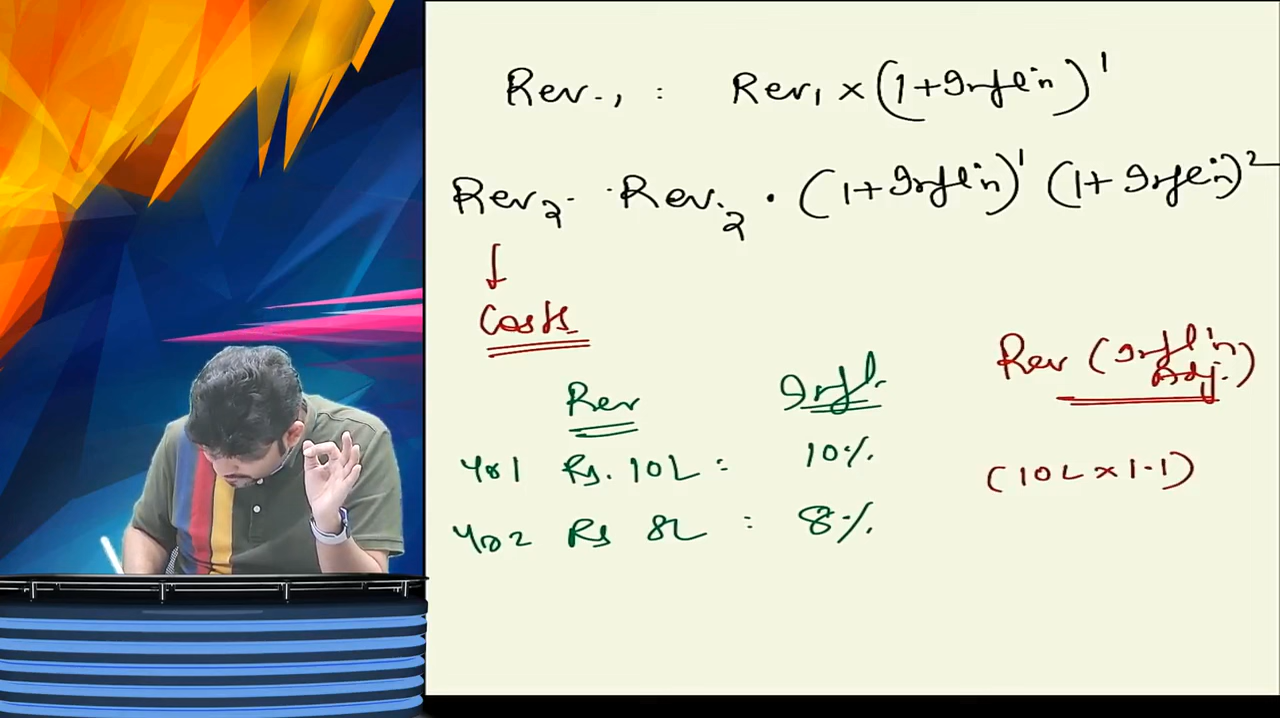 Rev.₁ : Rev₁ × (1+Infl'n)¹
Rev₂. Rev.₂ . (1+Infl'n)¹ (1+Infl'n)²
↓
Costs
Rev Infl. Rev (Infl'n Adj.)
Yr1 Rs. 10L : 10% (10L × 1.1)
Yr2 Rs 8L : 8%